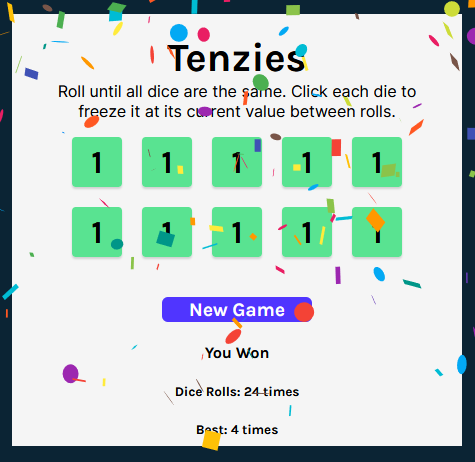 Tenzies
Roll until all dice are the same. Click each die to
freeze it at its current value between rolls.
1 1 1 1 1
1 1 1 1 1
New Game
You Won
Dice Rolls: 24 times
Best: 4 times